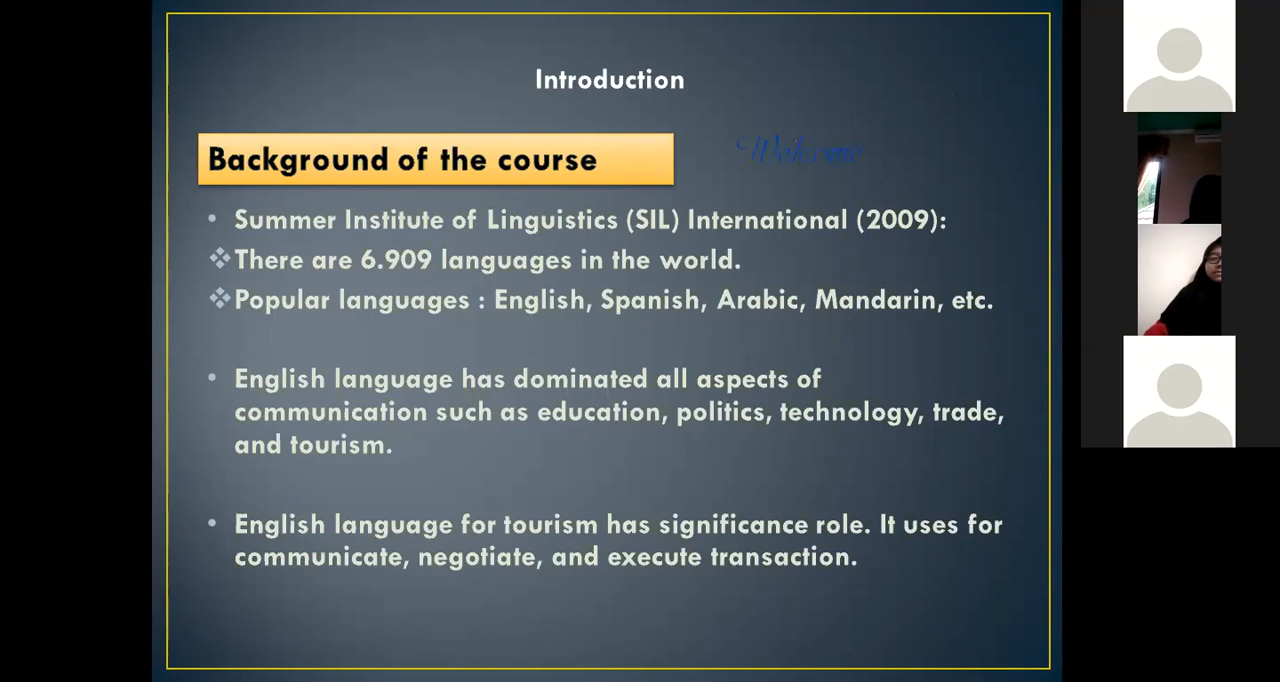 Introduction
Background of the course
Welcome
• Summer Institute of Linguistics (SIL) International (2009):
❖There are 6.909 languages in the world.
❖Popular languages : English, Spanish, Arabic, Mandarin, etc.
• English language has dominated all aspects of
communication such as education, politics, technology, trade,
and tourism.
• English language for tourism has significance role. It uses for
communicate, negotiate, and execute transaction.